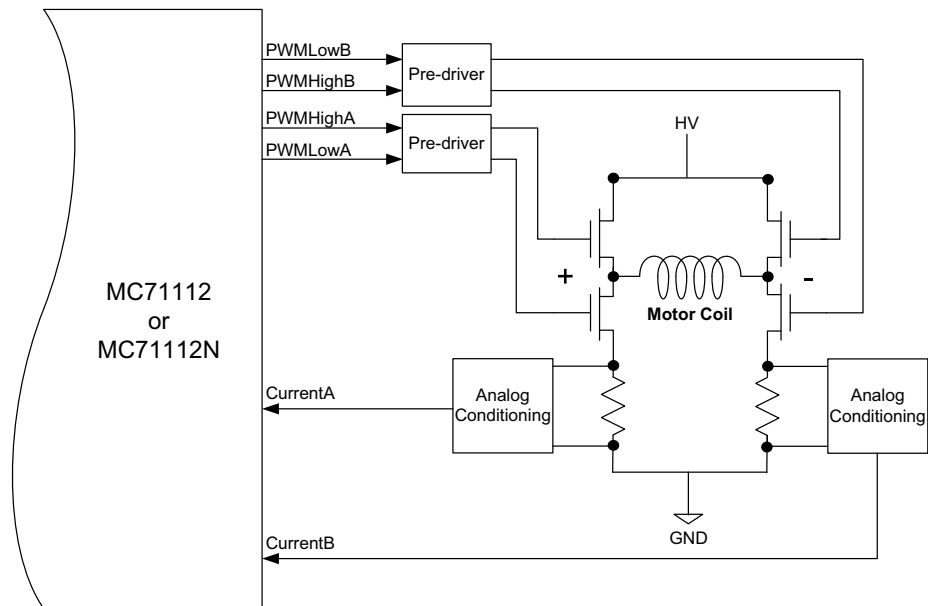 PWMLowB
PWMHighB
PWMHighA
PWMLowA
Pre-driver
Pre-driver
HV
+
-
Motor Coil
MC71112
or
MC71112N
CurrentA
Analog
Conditioning
Analog
Conditioning
GND
CurrentB